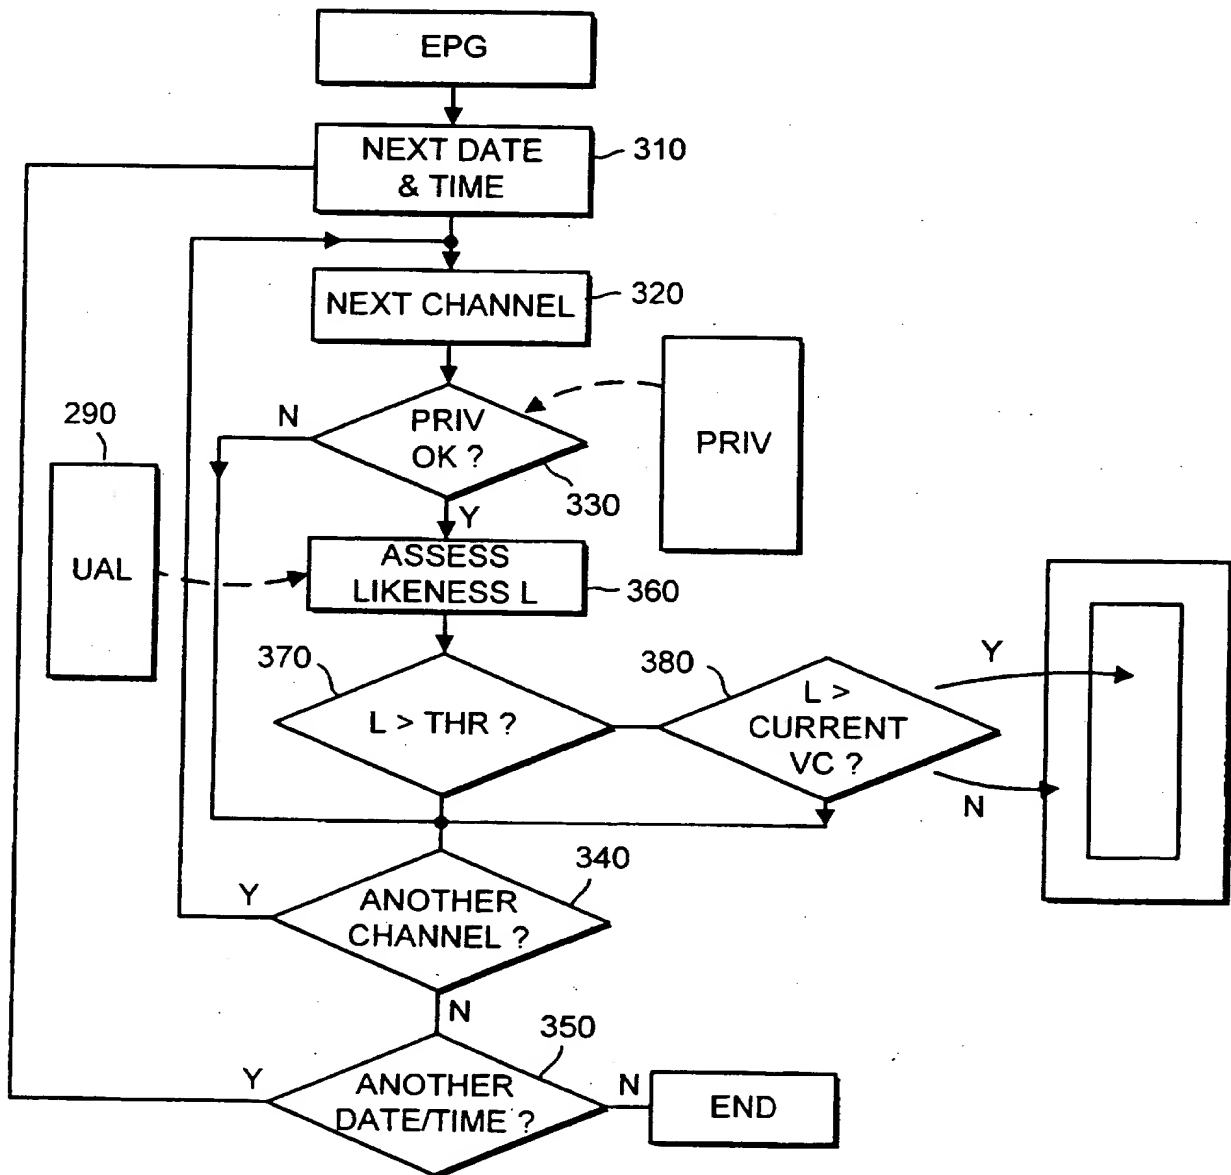 EPG
NEXT DATE
& TIME
310
NEXT CHANNEL
320
290
N
PRIV
OK ?
330
PRIV
Y
UAL
ASSESS
LIKENESS L
360
370
L > THR ?
380
L >
CURRENT
VC ?
Y
N
340
Y
ANOTHER
CHANNEL ?
N
350
Y
ANOTHER
DATE/TIME ?
N
END